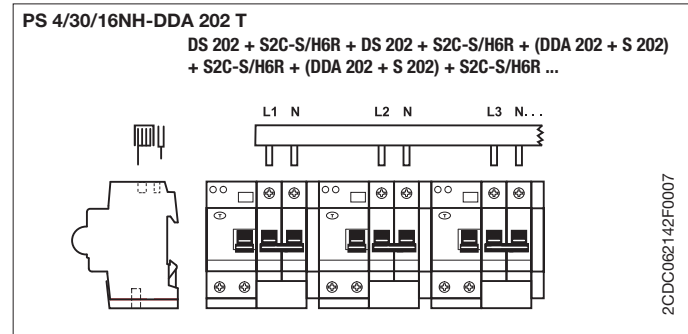 PS 4/30/16NH-DDA 202 T
DS 202 + S2C-S/H6R + DS 202 + S2C-S/H6R + (DDA 202 + S 202)
+ S2C-S/H6R + (DDA 202 + S 202) + S2C-S/H6R ...
L1 N L2 N L3 N...
T T T
2CDC062142F0007